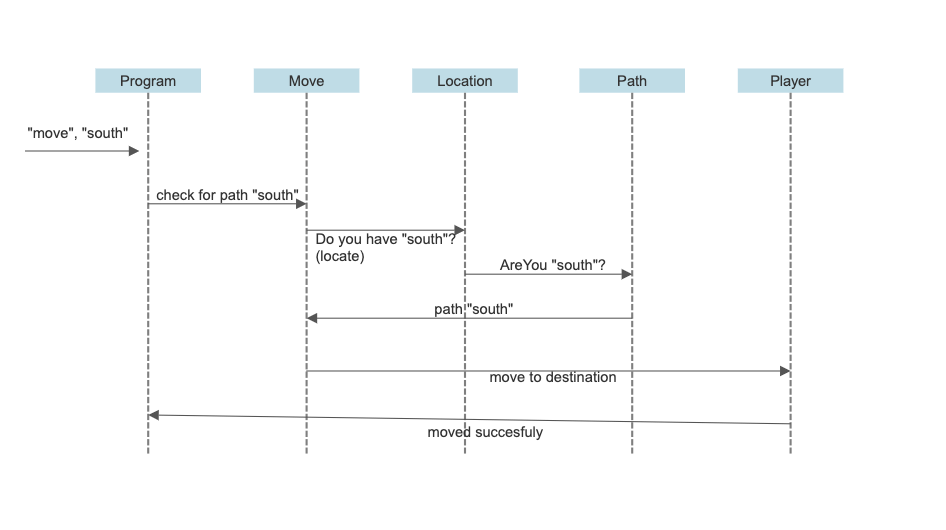 Program
Move
Location
Path
Player
"move", "south"
check for path "south"
Do you have "south"?
(locate)
AreYou "south"?
path "south"
move to destination
moved succesfuly